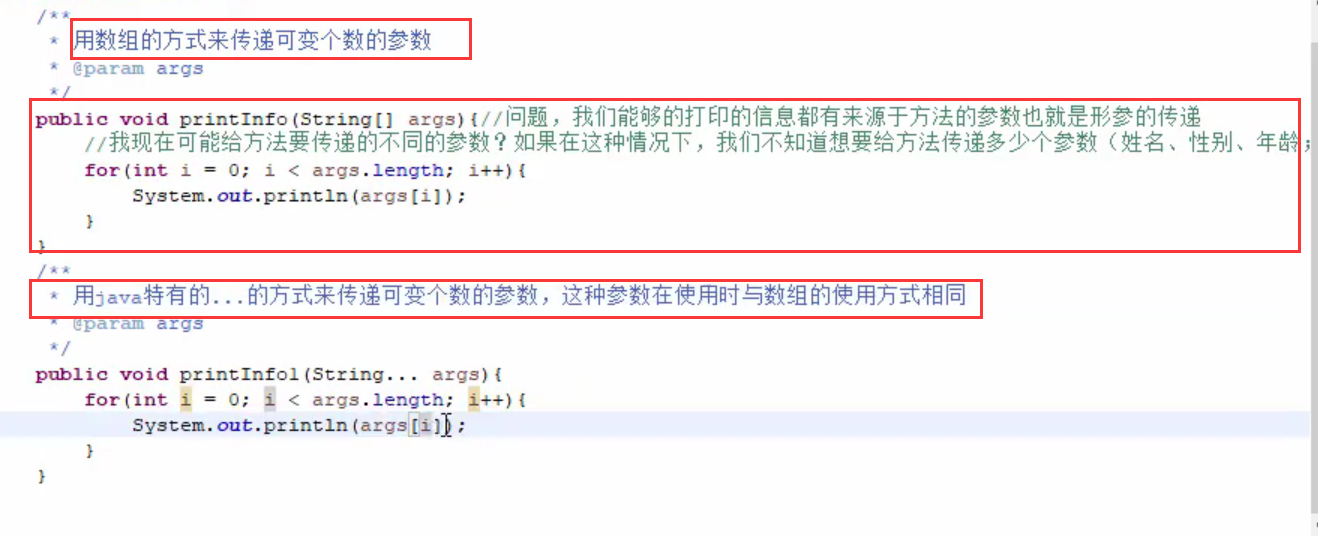 /**
* 用数组的方式来传递可变个数的参数
* @param args
*/
public void printInfo(String[] args){//问题，我们能够的打印的信息都有来源于方法的参数也就是形参的传递
//我现在可能给方法要传递的不同的参数？如果在这种情况下，我们不知道想要给方法传递多少个参数（姓名、性别、年龄；
for(int i = 0; i < args.length; i++){
System.out.println(args[i]);
}
}
/**
* 用java特有的...的方式来传递可变个数的参数，这种参数在使用时与数组的使用方式相同
* @param args
*/
public void printInfo1(String... args){
for(int i = 0; i < args.length; i++){
System.out.println(args[i]);
}
}